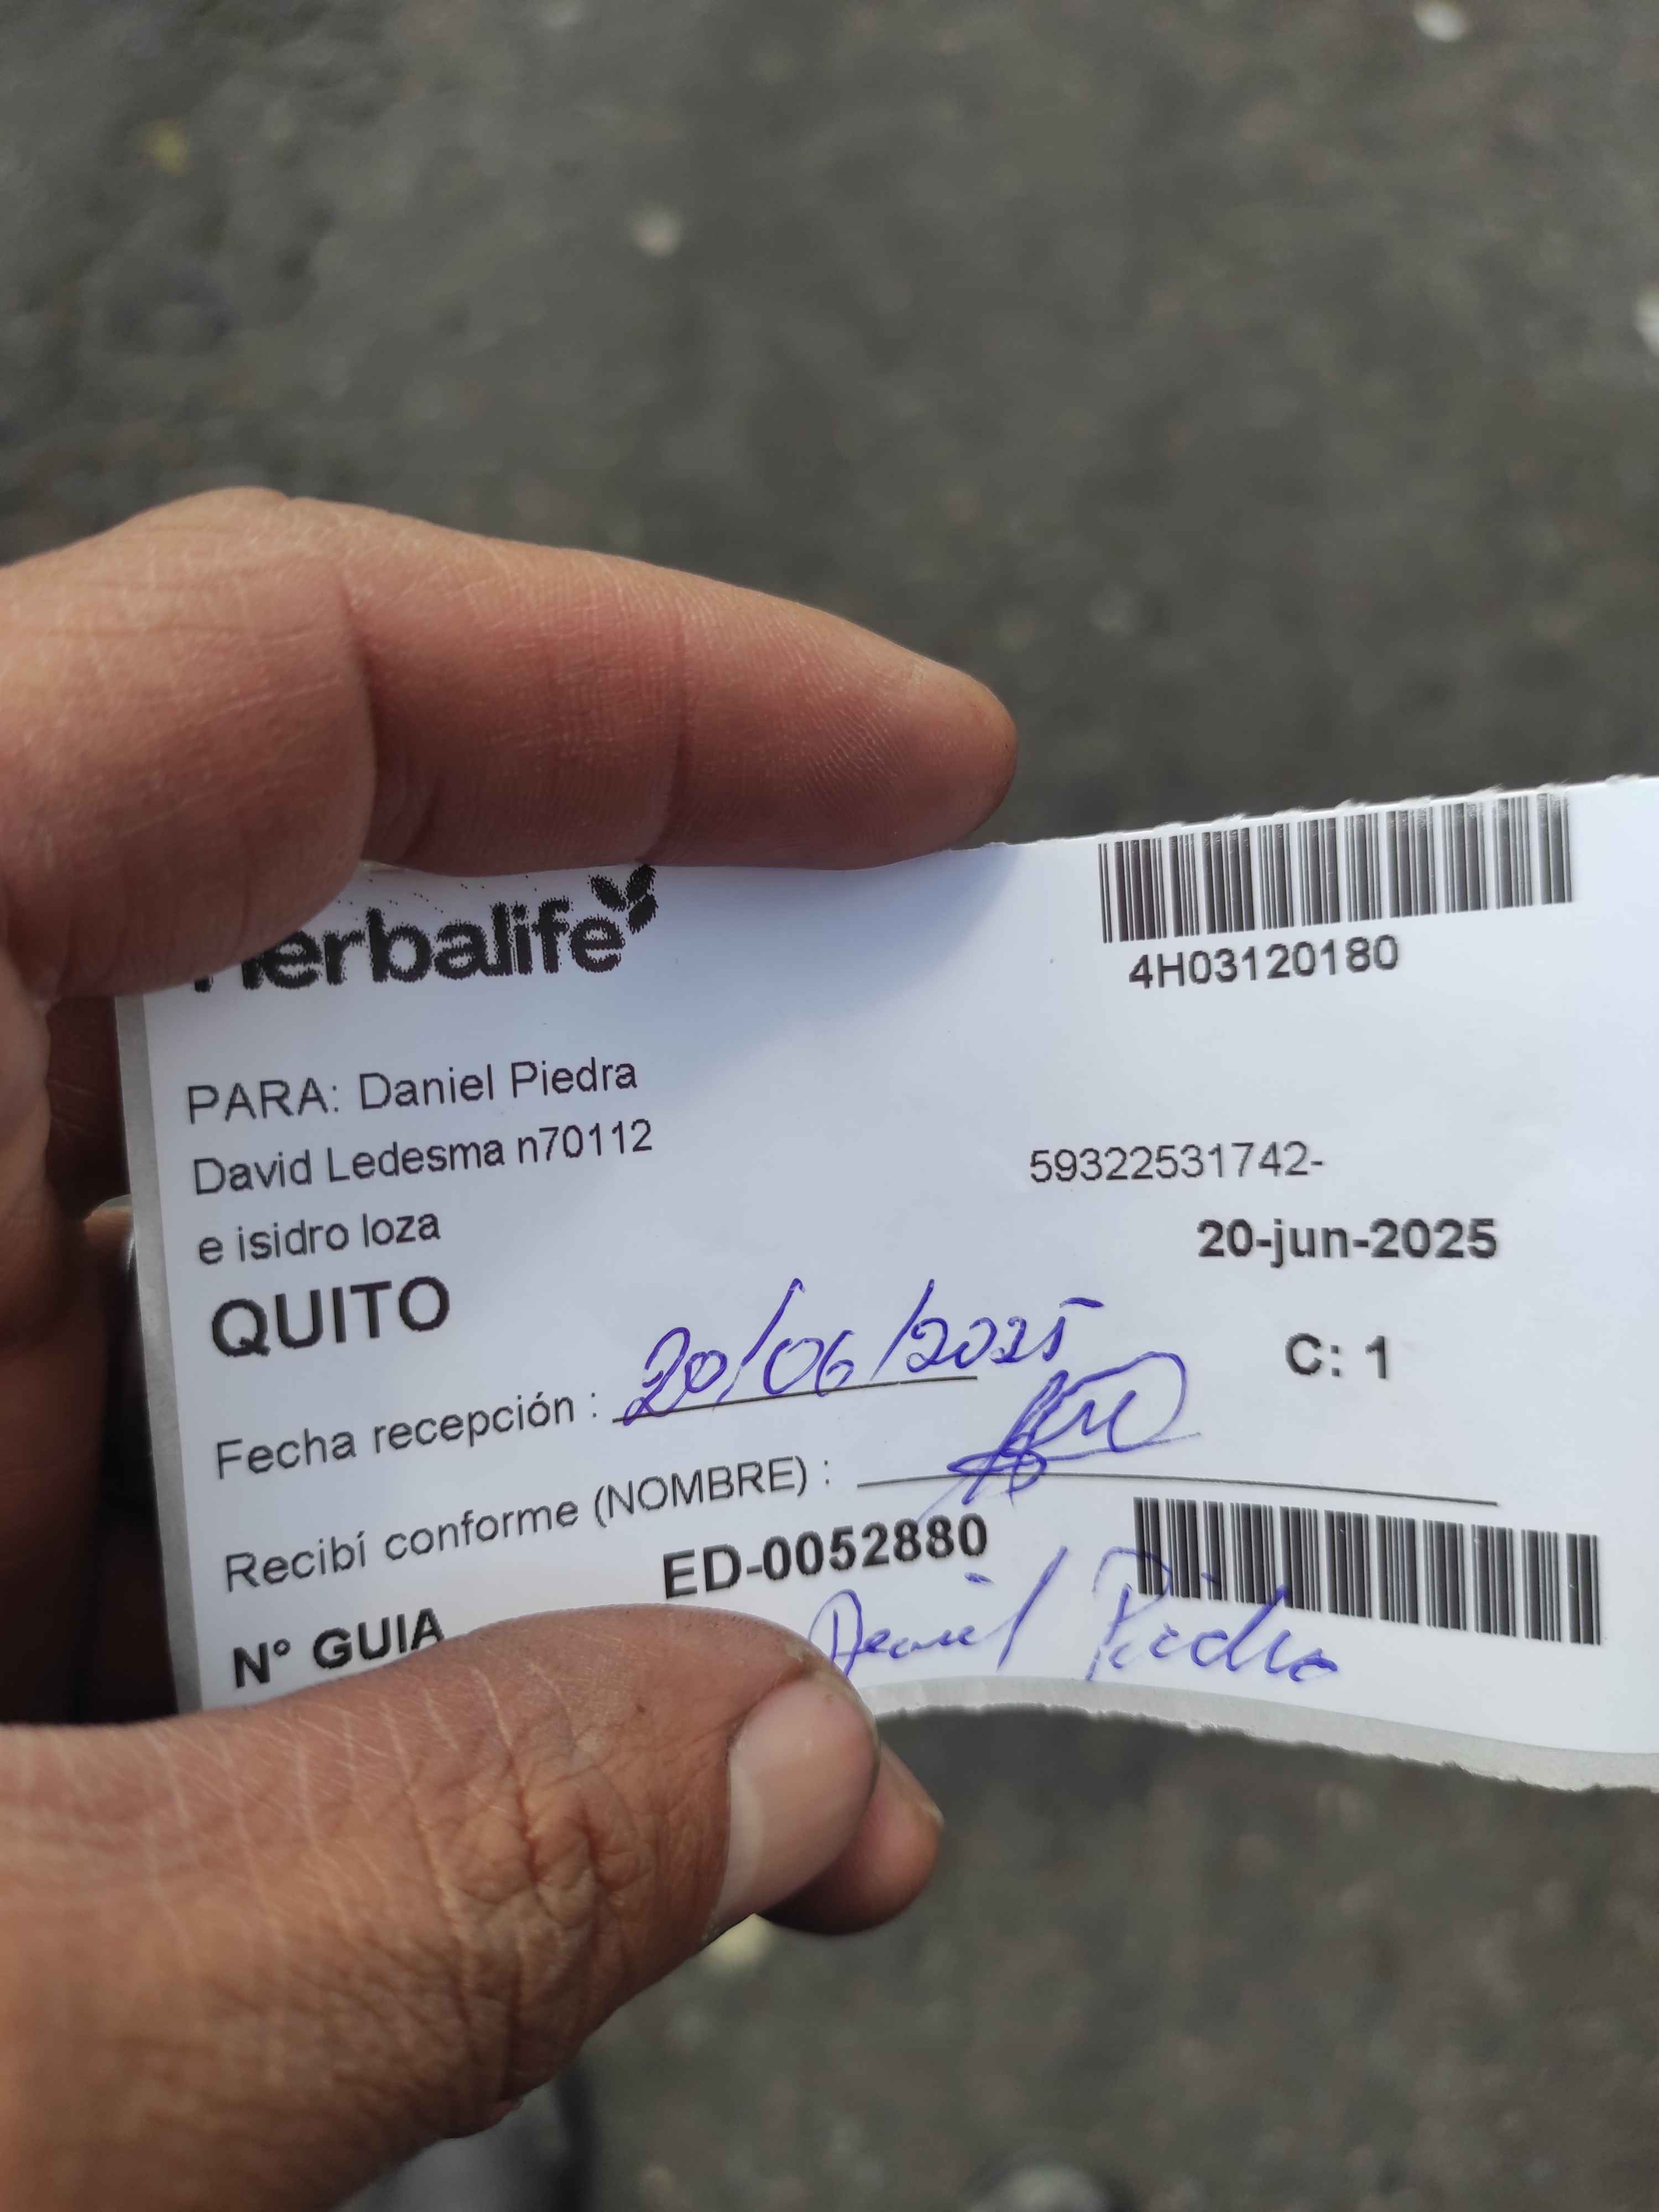 Herbalife
4H03120180
PARA: Daniel Piedra
David Ledesma n70112
59322531742-
e isidro loza
20-jun-2025
QUITO
C: 1
Fecha recepción : 20/06/2025
Recibí conforme (NOMBRE) :
ED-0052880
N° GUIA
Daniel Piedra